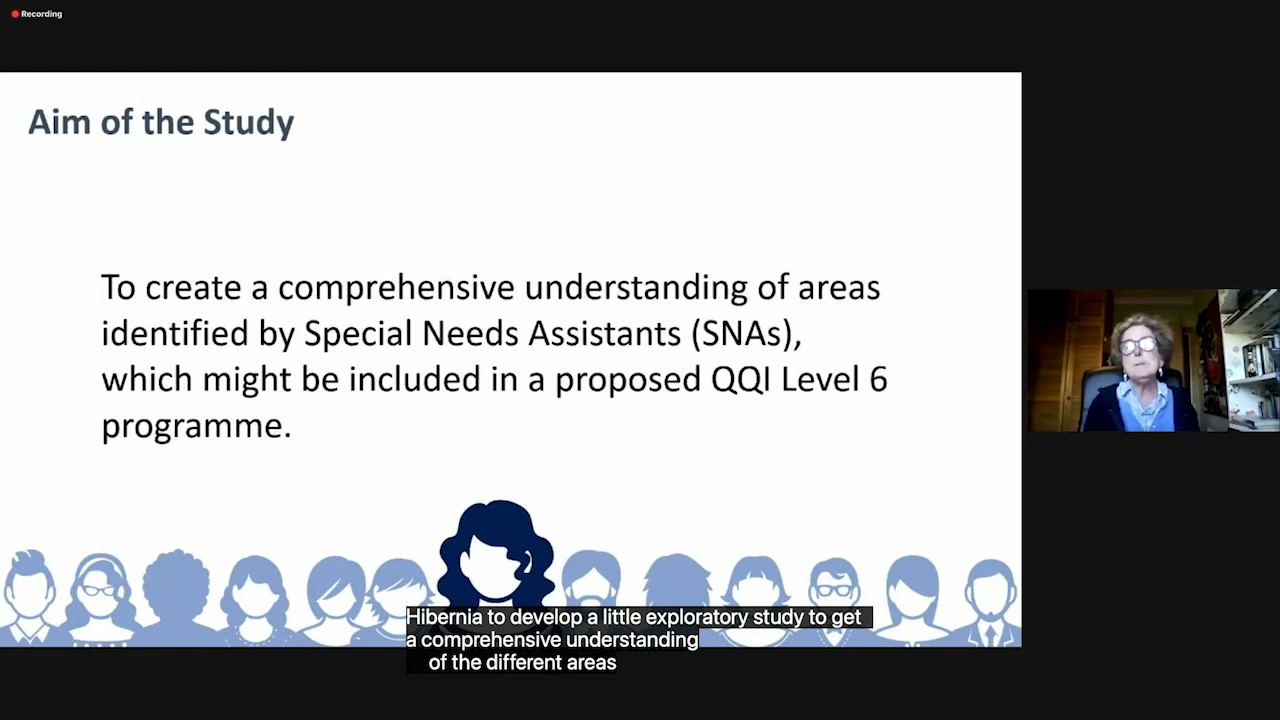 Recording
Aim of the Study
To create a comprehensive understanding of areas
identified by Special Needs Assistants (SNAs),
which might be included in a proposed QQI Level 6
programme.
Hibernia to develop a little exploratory study to get
a comprehensive understanding
of the different areas